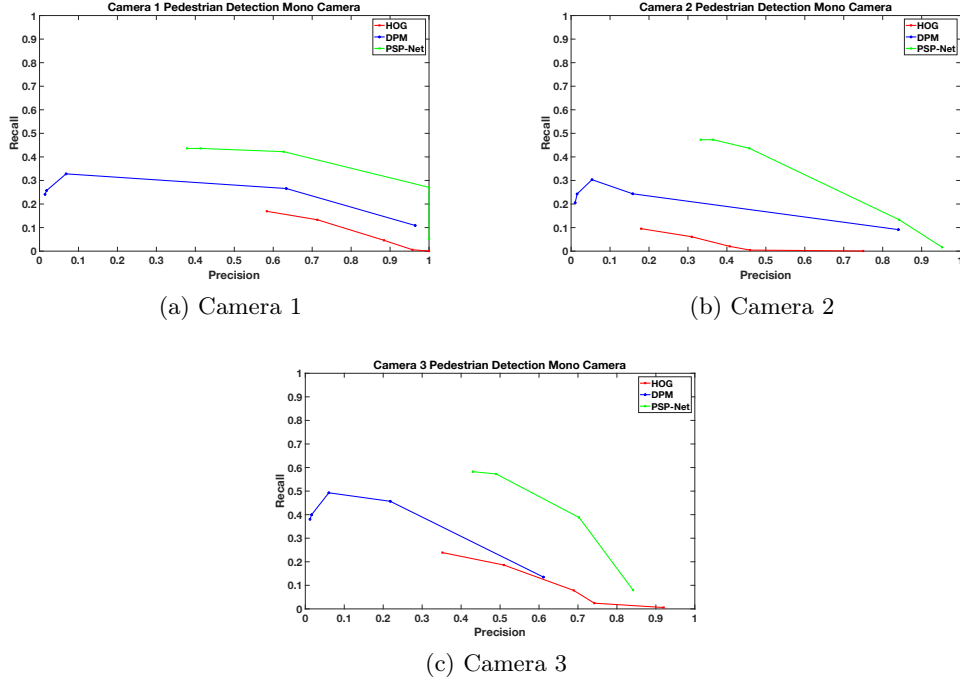 Camera 1 Pedestrian Detection Mono Camera
1
0.9
0.8
0.7
0.6
0.5
0.4
0.3
0.2
0.1
0
Recall
HOG
DPM
PSP-Net
0 0.1 0.2 0.3 0.4 0.5 0.6 0.7 0.8 0.9 1
Precision
(a) Camera 1
Camera 2 Pedestrian Detection Mono Camera
1
0.9
0.8
0.7
0.6
0.5
0.4
0.3
0.2
0.1
0
Recall
HOG
DPM
PSP-Net
0 0.1 0.2 0.3 0.4 0.5 0.6 0.7 0.8 0.9 1
Precision
(b) Camera 2
Camera 3 Pedestrian Detection Mono Camera
1
0.9
0.8
0.7
0.6
0.5
0.4
0.3
0.2
0.1
0
Recall
HOG
DPM
PSP-Net
0 0.1 0.2 0.3 0.4 0.5 0.6 0.7 0.8 0.9 1
Precision
(c) Camera 3